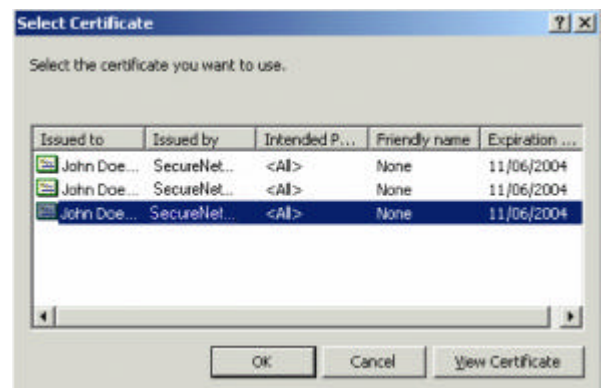 Select Certificate
Select the certificate you want to use.
Issued to Issued by Intended P... Friendly name Expiration ...
John Doe... SecureNet... <All> None 11/06/2004
John Doe... SecureNet... <All> None 11/06/2004
John Doe... SecureNet... <All> None 11/06/2004
OK Cancel View Certificate